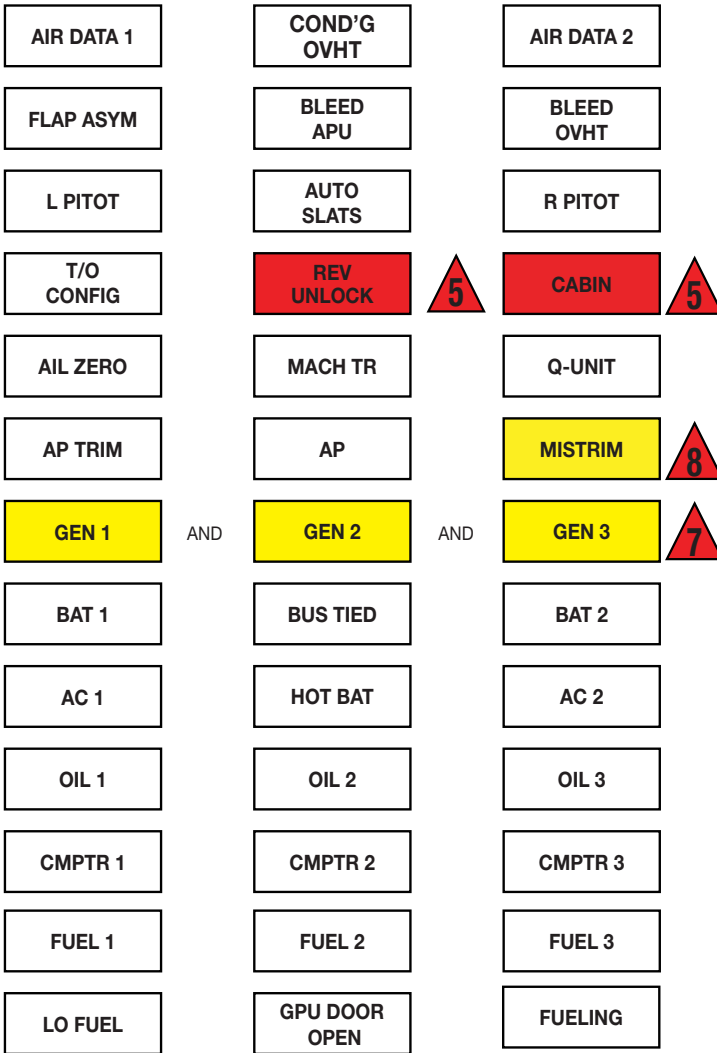 AIR DATA 1
COND'G
OVHT
AIR DATA 2
FLAP ASYM
BLEED
APU
BLEED
OVHT
L PITOT
AUTO
SLATS
R PITOT
T/O
CONFIG
REV
UNLOCK
5
CABIN
5
AIL ZERO
MACH TR
Q-UNIT
AP TRIM
AP
MISTRIM
8
GEN 1
AND
GEN 2
AND
GEN 3
7
BAT 1
BUS TIED
BAT 2
AC 1
HOT BAT
AC 2
OIL 1
OIL 2
OIL 3
CMPTR 1
CMPTR 2
CMPTR 3
FUEL 1
FUEL 2
FUEL 3
LO FUEL
GPU DOOR
OPEN
FUELING